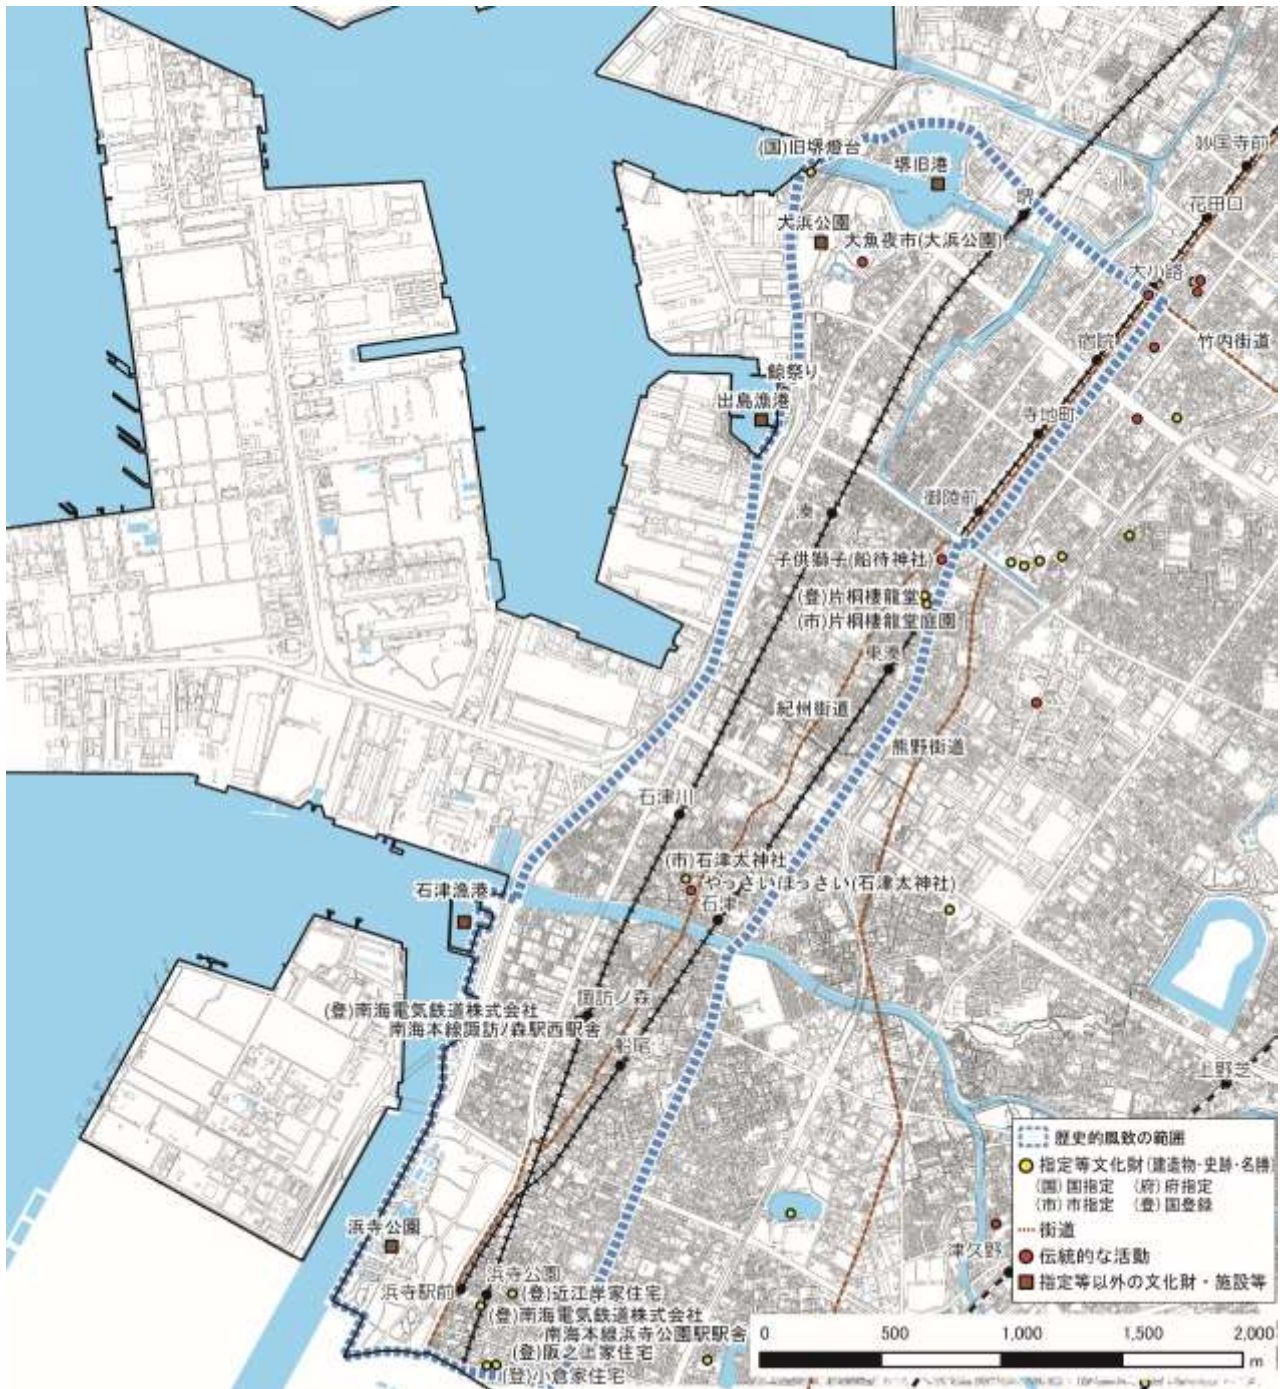 妙国寺前
(国)旧堺燈台
堺旧港
花田口
堺
大浜公園
大魚夜市(大浜公園)
大小路
宿院
竹内街道
鯨祭り
出島漁港
寺地町
御陵前
湊
子供獅子(船待神社)
(登)片桐棲龍堂
(市)片桐棲龍堂庭園
東湊
紀州街道
熊野街道
石津川
(市)石津太神社
やっさいほっさい(石津太神社)
石津漁港
石津
諏訪ノ森
(登)南海電気鉄道株式会社
南海本線諏訪ノ森駅西駅舎
船尾
上野芝
浜寺公園
津久野
浜寺公園
浜寺駅前
(登)近江岸家住宅
(登)南海電気鉄道株式会社
南海本線浜寺公園駅駅舎
(登)阪之上家住宅
(登)小倉家住宅
歴史的風致の範囲
指定等文化財(建造物・史跡・名勝)
(国)国指定 (府)府指定
(市)市指定 (登)国登録
街道
伝統的な活動
指定等以外の文化財・施設等
0 500 1,000 1,500 2,000
m